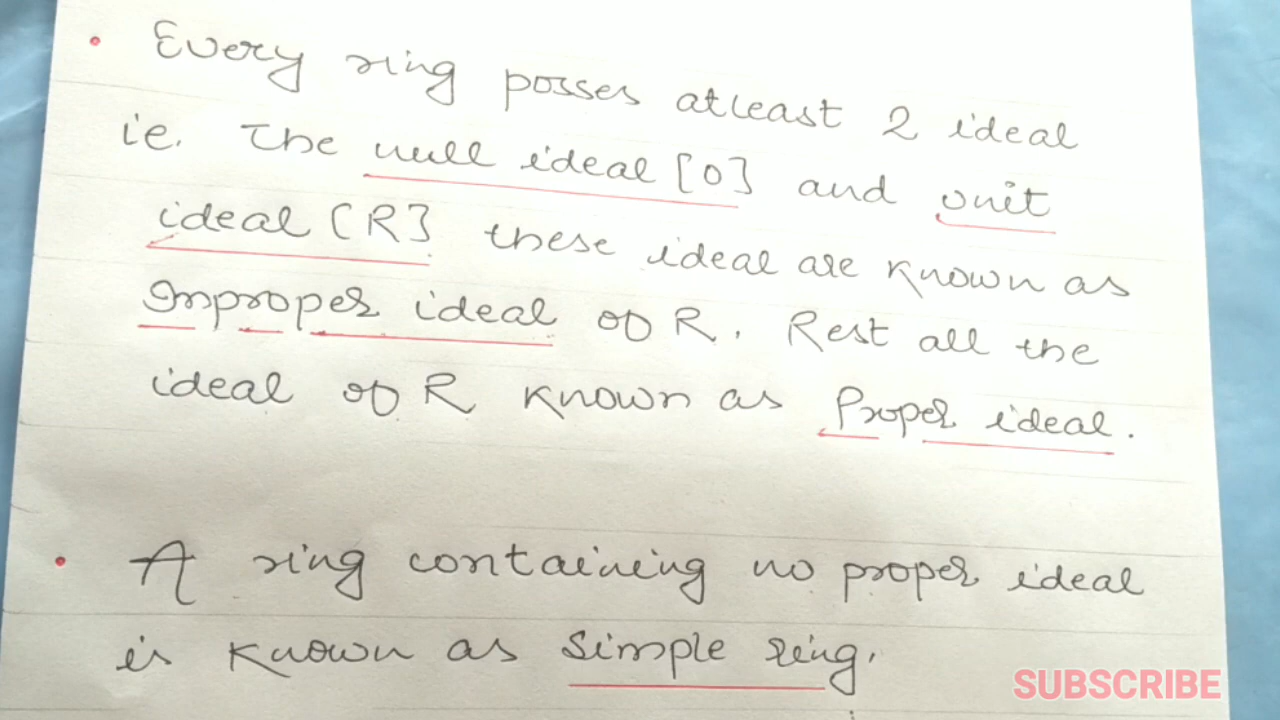 • Every ring posses atleast 2 ideal
ie. The null ideal [0] and unit
ideal [R] these ideal are known as
Improper ideal of R. Rest all the
ideal of R known as Proper ideal.
• A ring containing no proper ideal
is known as Simple ring.
SUBSCRIBE